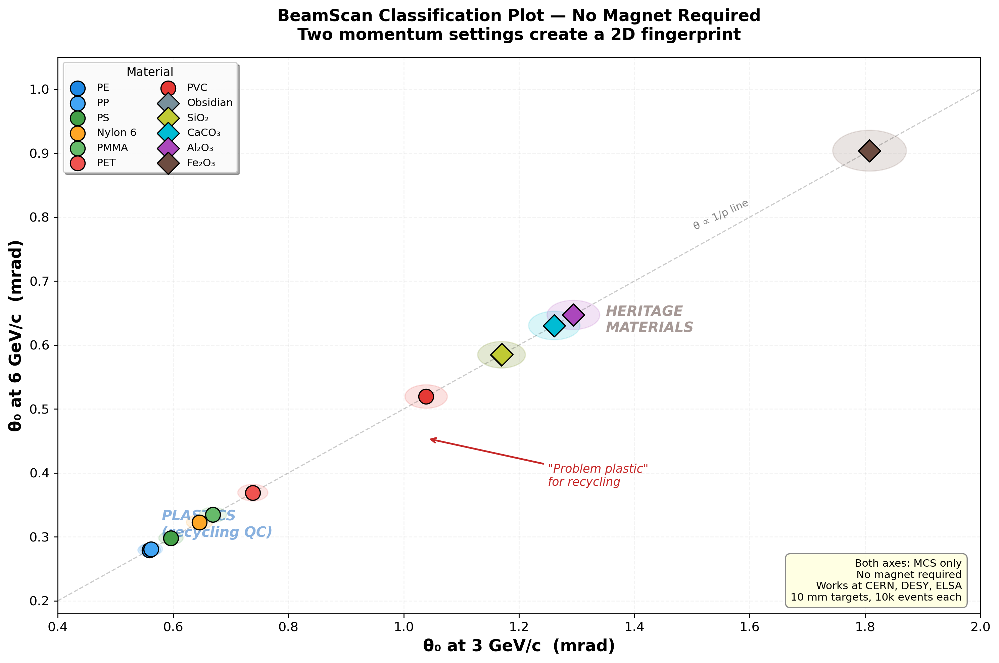 BeamScan Classification Plot — No Magnet Required
Two momentum settings create a 2D fingerprint
Material
PE
PP
PS
Nylon 6
PMMA
PET
PVC
Obsidian
SiO₂
CaCO₃
Al₂O₃
Fe₂O₃
θ₀ at 6 GeV/c (mrad)
1.0
0.9
0.8
0.7
0.6
0.5
0.4
0.3
0.2
θ ∝ 1/p line
HERITAGE
MATERIALS
"Problem plastic"
for recycling
PLASTICS
(recycling QC)
Both axes: MCS only
No magnet required
Works at CERN, DESY, ELSA
10 mm targets, 10k events each
0.4
0.6
0.8
1.0
1.2
1.4
1.6
1.8
2.0
θ₀ at 3 GeV/c (mrad)